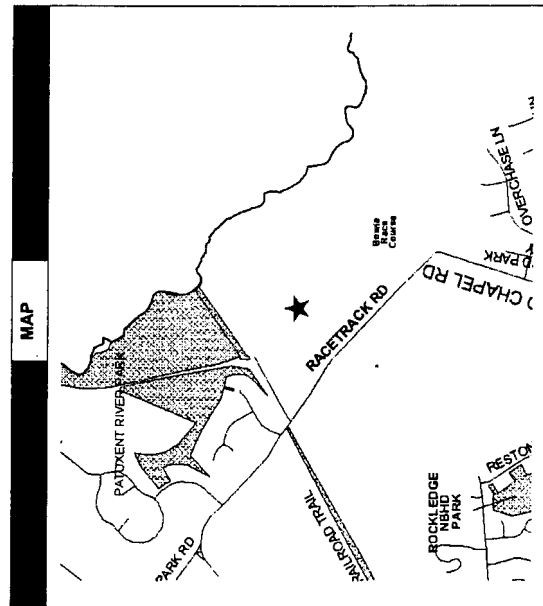 MAP
PATUXENT RIVER PARK
Bowie
Race
Course
OVERCHASE LN
D PARK
RACETRACK RD
D CHAPEL RD
PARK RD
RAILROAD TRAIL
ROCKLEDGE
NBHD
PARK
RESTON